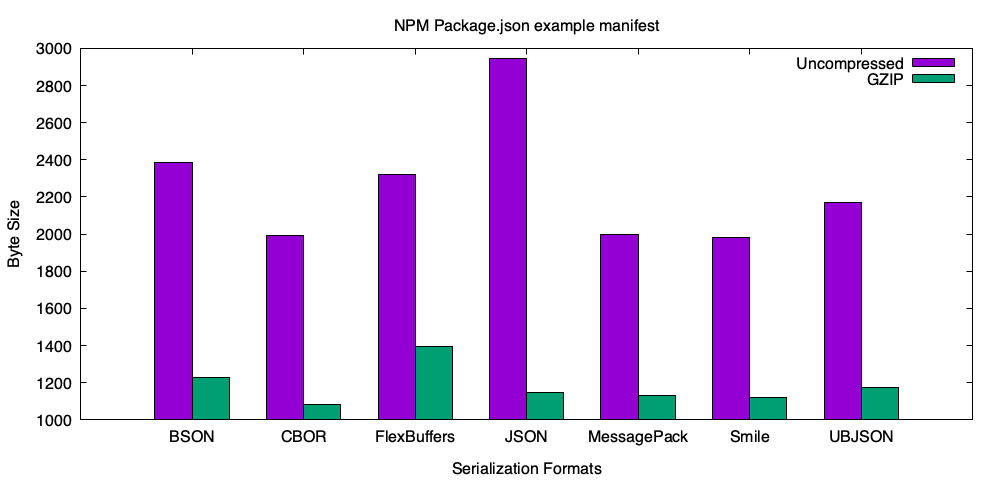 NPM Package.json example manifest
Uncompressed
GZIP
Byte Size
3000
2800
2600
2400
2200
2000
1800
1600
1400
1200
1000
BSON CBOR FlexBuffers JSON MessagePack Smile UBJSON
Serialization Formats